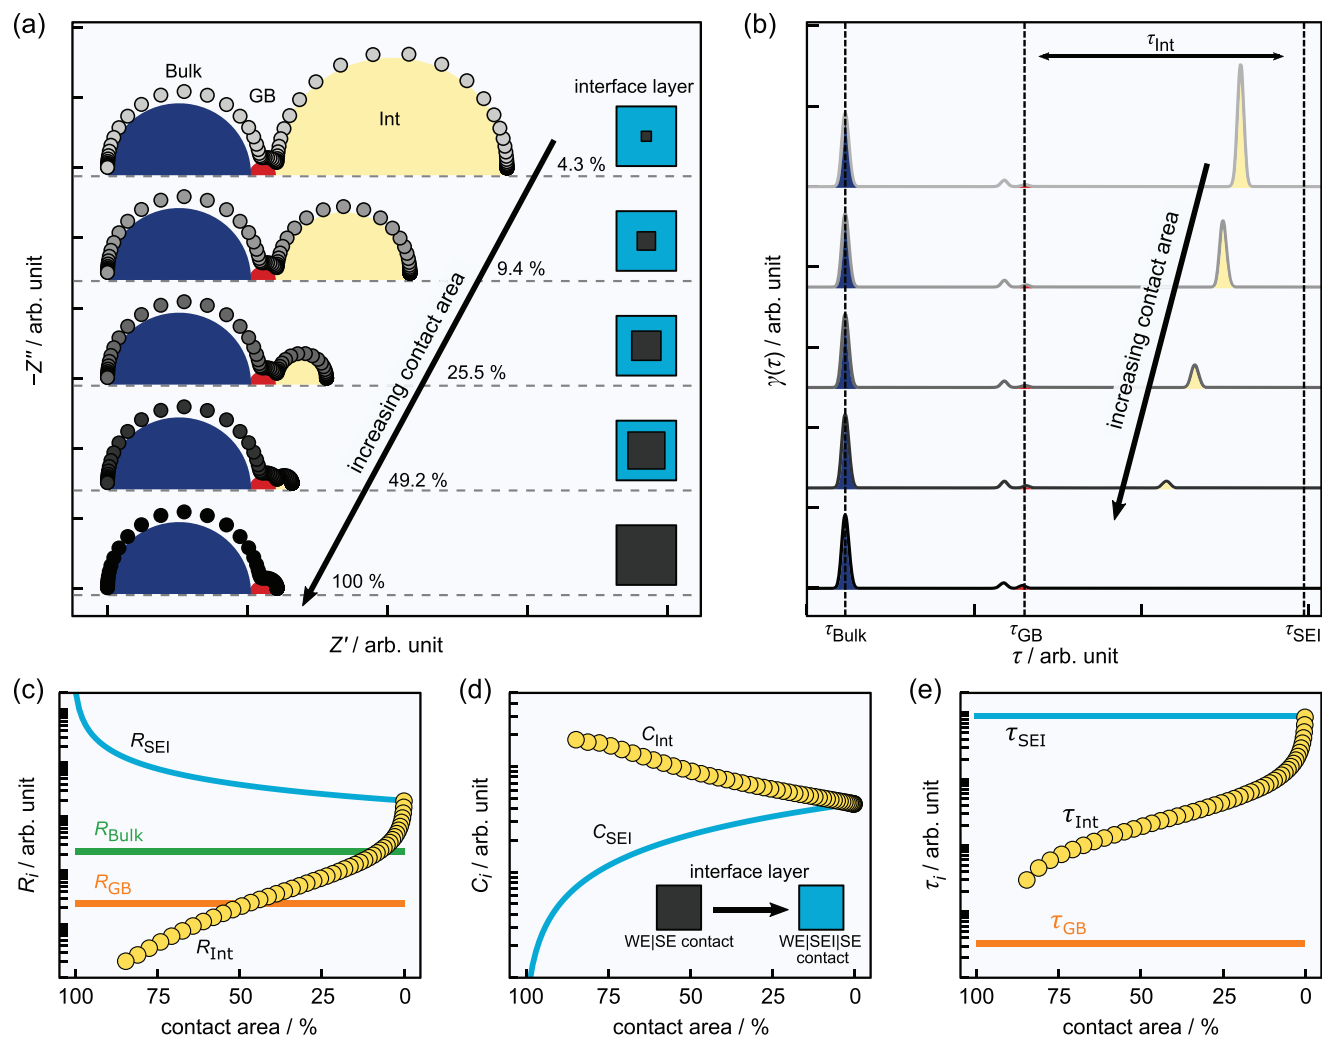 (a)
Bulk
GB
Int
interface layer
4.3 %
9.4 %
25.5 %
49.2 %
100 %
increasing contact area
−Z″ / arb. unit
Z′ / arb. unit
(b)
τInt
increasing contact area
γ(τ) / arb. unit
τBulk
τGB
τSEI
τ / arb. unit
(c)
RSEI
RBulk
RGB
RInt
Ri / arb. unit
100
75
50
25
0
contact area / %
(d)
CInt
CSEI
interface layer
WE|SE contact
WE|SEI|SE
contact
Ci / arb. unit
100
75
50
25
0
contact area / %
(e)
τSEI
τInt
τGB
τi / arb. unit
100
75
50
25
0
contact area / %